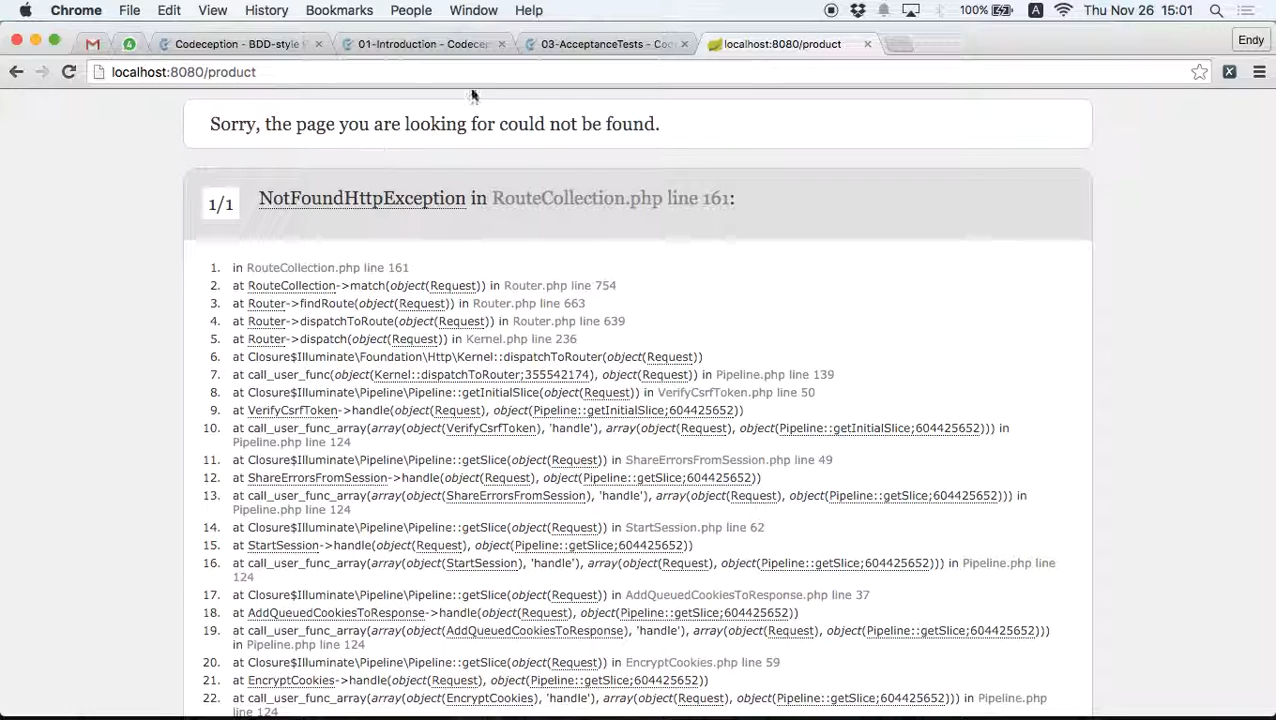 Chrome File Edit View History Bookmarks People Window Help 100% A Thu Nov 26 15:01
4 Codeception - BDD-style 01-Introduction - Codecep 03-AcceptanceTests - Co localhost:8080/product Endy
localhost:8080/product
Sorry, the page you are looking for could not be found.
1/1 NotFoundHttpException in RouteCollection.php line 161:
1. in RouteCollection.php line 161
2. at RouteCollection->match(object(Request)) in Router.php line 754
3. at Router->findRoute(object(Request)) in Router.php line 663
4. at Router->dispatchToRoute(object(Request)) in Router.php line 639
5. at Router->dispatch(object(Request)) in Kernel.php line 236
6. at Closure$Illuminate\Foundation\Http\Kernel::dispatchToRouter(object(Request))
7. at call_user_func(object(Kernel::dispatchToRouter;355542174), object(Request)) in Pipeline.php line 139
8. at Closure$Illuminate\Pipeline\Pipeline::getInitialSlice(object(Request)) in VerifyCsrfToken.php line 50
9. at VerifyCsrfToken->handle(object(Request), object(Pipeline::getInitialSlice;604425652))
10. at call_user_func_array(array(object(VerifyCsrfToken), 'handle'), array(object(Request), object(Pipeline::getInitialSlice;604425652))) in
Pipeline.php line 124
11. at Closure$Illuminate\Pipeline\Pipeline::getSlice(object(Request)) in ShareErrorsFromSession.php line 49
12. at ShareErrorsFromSession->handle(object(Request), object(Pipeline::getSlice;604425652))
13. at call_user_func_array(array(object(ShareErrorsFromSession), 'handle'), array(object(Request), object(Pipeline::getSlice;604425652))) in
Pipeline.php line 124
14. at Closure$Illuminate\Pipeline\Pipeline::getSlice(object(Request)) in StartSession.php line 62
15. at StartSession->handle(object(Request), object(Pipeline::getSlice;604425652))
16. at call_user_func_array(array(object(StartSession), 'handle'), array(object(Request), object(Pipeline::getSlice;604425652))) in Pipeline.php line
124
17. at Closure$Illuminate\Pipeline\Pipeline::getSlice(object(Request)) in AddQueuedCookiesToResponse.php line 37
18. at AddQueuedCookiesToResponse->handle(object(Request), object(Pipeline::getSlice;604425652))
19. at call_user_func_array(array(object(AddQueuedCookiesToResponse), 'handle'), array(object(Request), object(Pipeline::getSlice;604425652))) in
Pipeline.php line 124
20. at Closure$Illuminate\Pipeline\Pipeline::getSlice(object(Request)) in EncryptCookies.php line 59
21. at EncryptCookies->handle(object(Request), object(Pipeline::getSlice;604425652))
22. at call_user_func_array(array(object(EncryptCookies), 'handle'), array(object(Request), object(Pipeline::getSlice;604425652))) in Pipeline.php
line 124